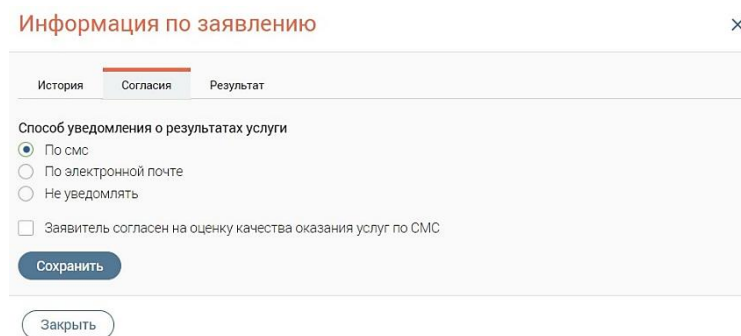 Информация по заявлению
История Согласия Результат
Способ уведомления о результатах услуги
По смс
По электронной почте
Не уведомлять
Заявитель согласен на оценку качества оказания услуг по СМС
Сохранить
Закрыть